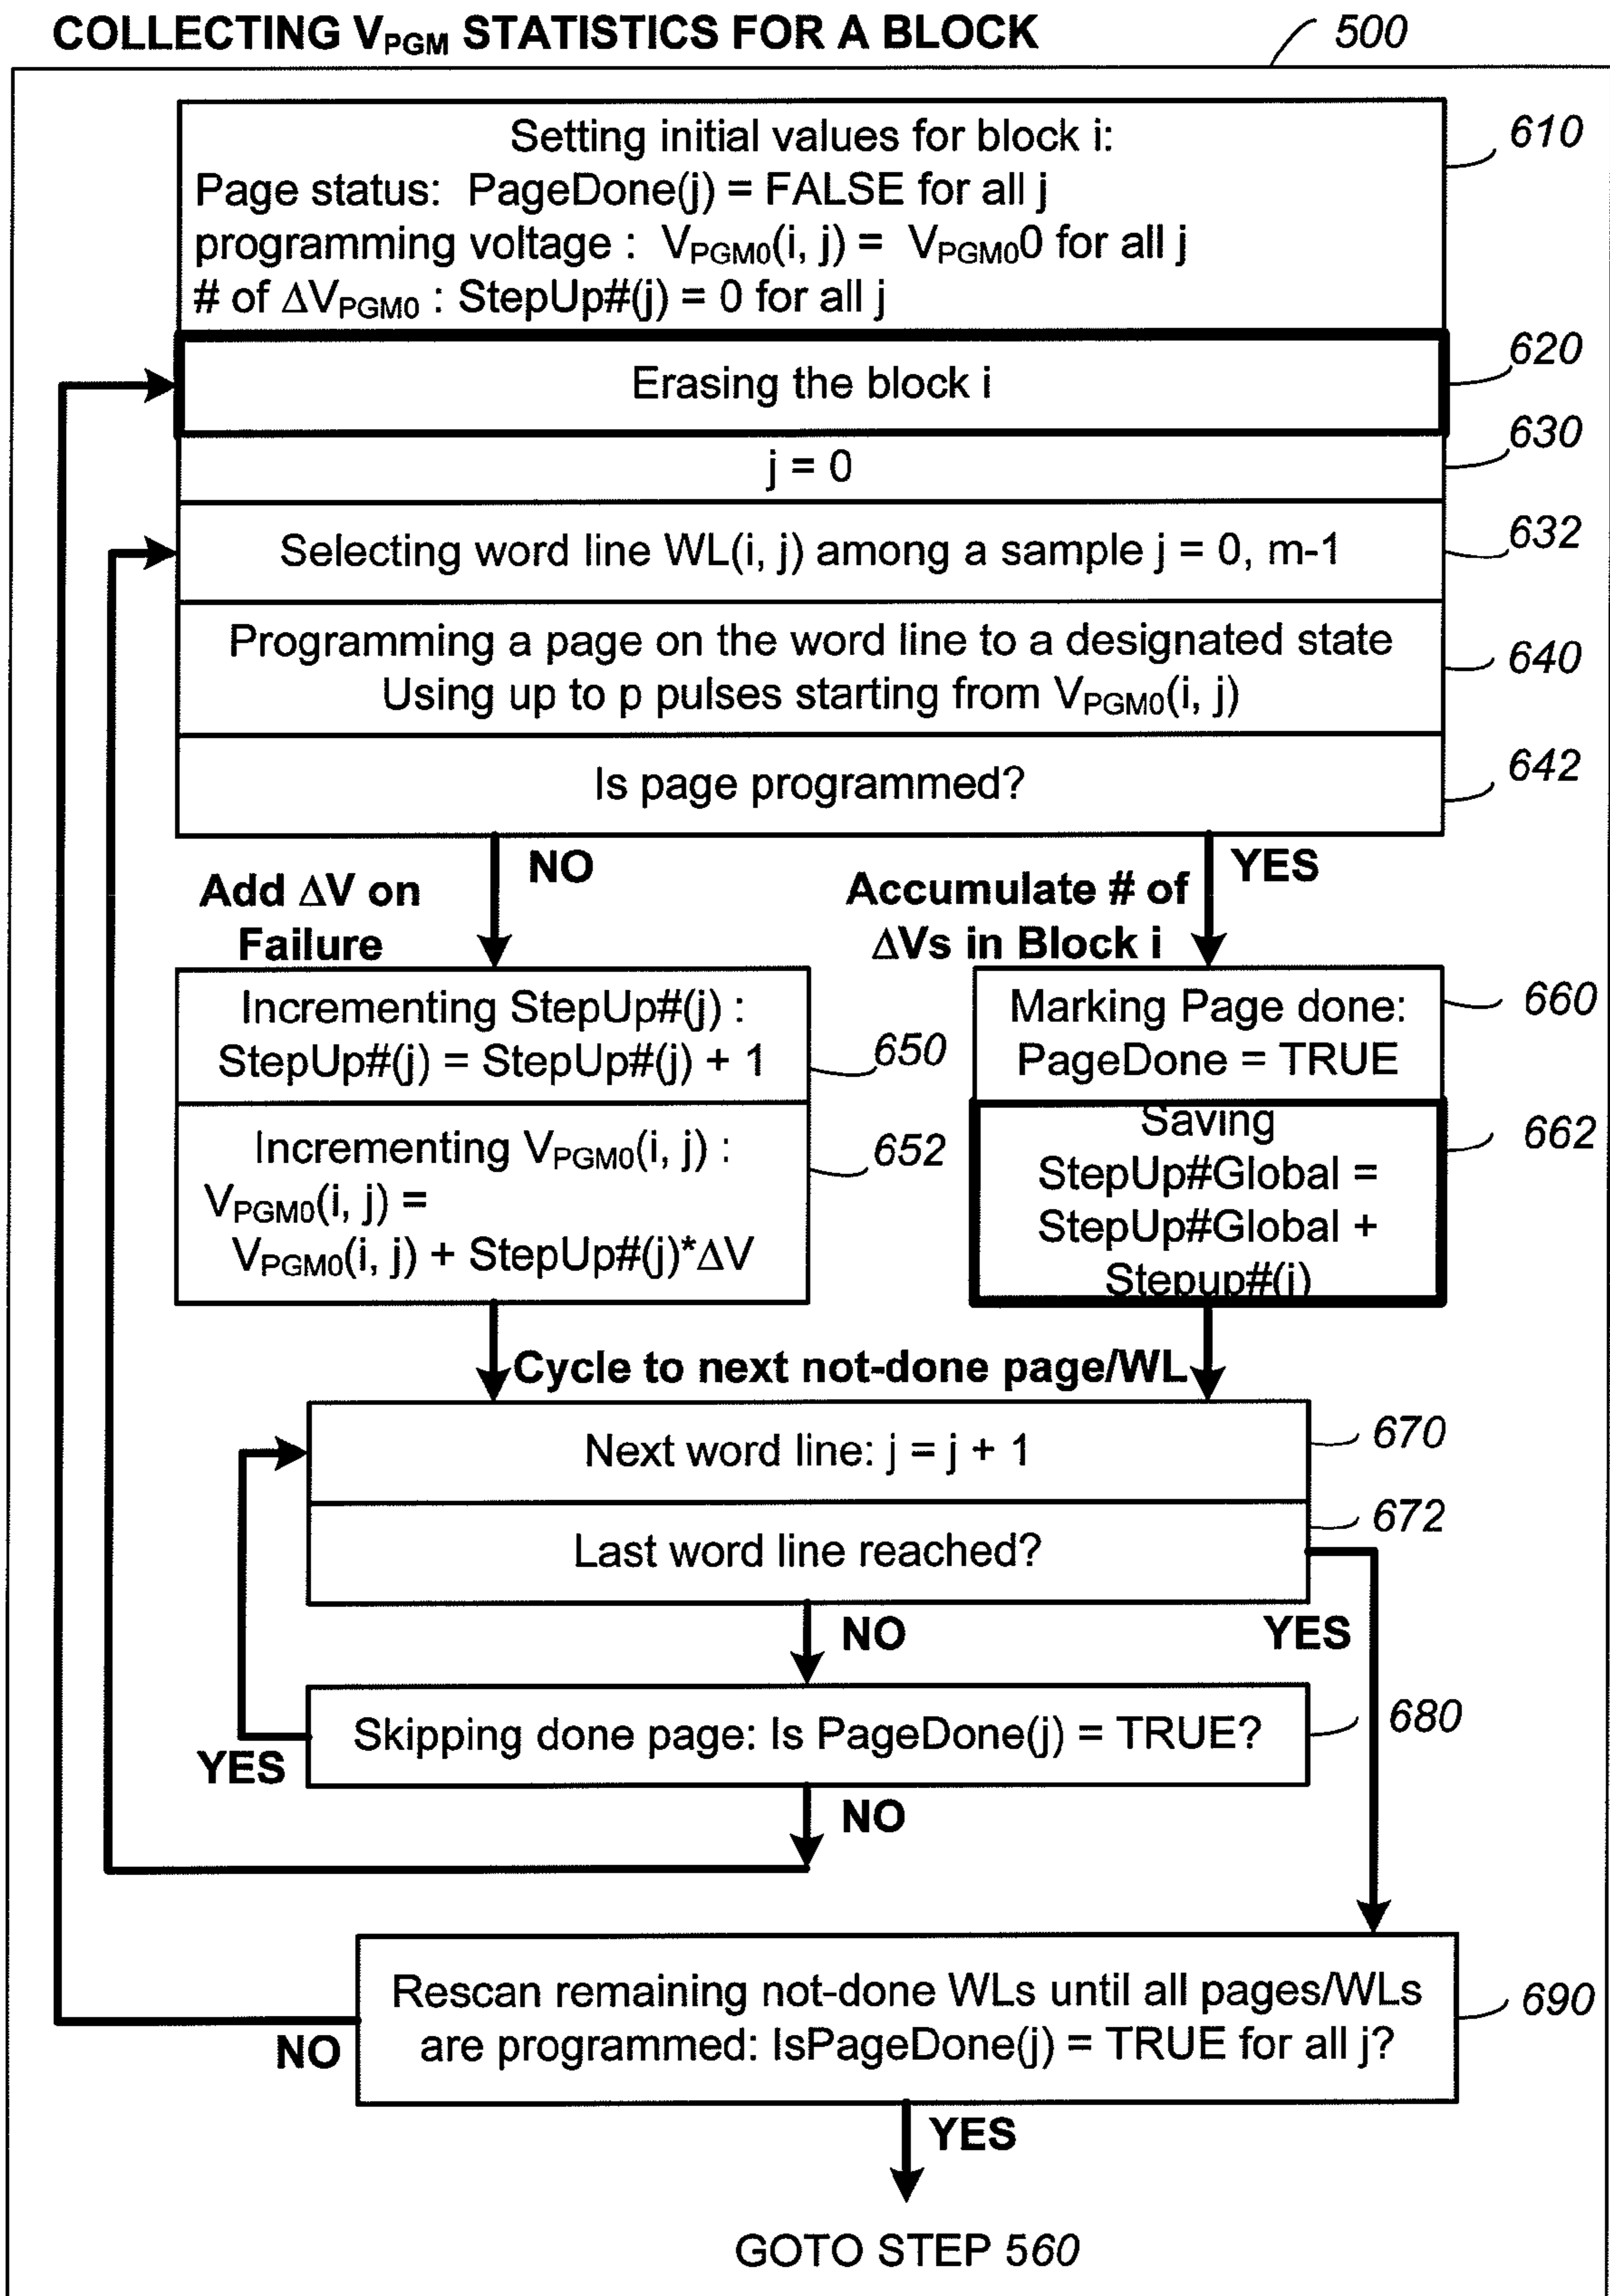 COLLECTING VPGM STATISTICS FOR A BLOCK
500
Setting initial values for block i:
610
Page status: PageDone(j) = FALSE for all j
programming voltage : VPGM0(i, j) = VPGM00 for all j
# of ΔVPGM0 : StepUp#(j) = 0 for all j
620
Erasing the block i
630
j = 0
632
Selecting word line WL(i, j) among a sample j = 0, m-1
Programming a page on the word line to a designated state
640
Using up to p pulses starting from VPGM0(i, j)
642
Is page programmed?
NO
YES
Add ΔV on
Failure
Accumulate # of
ΔVs in Block i
Incrementing StepUp#(j) :
StepUp#(j) = StepUp#(j) + 1
650
Marking Page done:
PageDone = TRUE
660
Incrementing VPGM0(i, j) :
652
VPGM0(i, j) =
VPGM0(i, j) + StepUp#(j)*ΔV
Saving
662
StepUp#Global =
StepUp#Global +
Stepup#(j)
Cycle to next not-done page/WL
Next word line: j = j + 1
670
672
Last word line reached?
NO
YES
Skipping done page: Is PageDone(j) = TRUE?
680
YES
NO
Rescan remaining not-done WLs until all pages/WLs
690
are programmed: IsPageDone(j) = TRUE for all j?
NO
YES
GOTO STEP 560